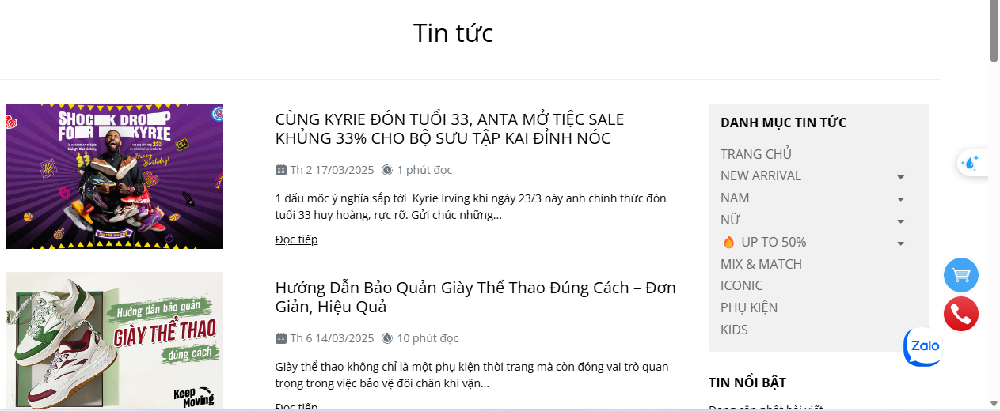 Tin tức
SHOCK DROP
FOR KYRIE
33%
Happy
Birthday!
CÙNG KYRIE ĐÓN TUỔI 33, ANTA MỞ TIỆC SALE
KHỦNG 33% CHO BỘ SƯU TẬP KAI ĐỈNH NÓC
Th 2 17/03/2025 1 phút đọc
1 dấu mốc ý nghĩa sắp tới Kyrie Irving khi ngày 23/3 này anh chính thức đón
tuổi 33 huy hoàng, rực rỡ. Gửi chúc những...
Đọc tiếp
Hướng dẫn bảo quản
GIÀY THỂ THAO
đúng cách
Keep
Moving
Hướng Dẫn Bảo Quản Giày Thể Thao Đúng Cách – Đơn
Giản, Hiệu Quả
Th 6 14/03/2025 10 phút đọc
Giày thể thao không chỉ là một phụ kiện thời trang mà còn đóng vai trò quan
trọng trong việc bảo vệ đôi chân khi vận...
Đọc tiếp
DANH MỤC TIN TỨC
TRANG CHỦ
NEW ARRIVAL
NAM
NỮ
🔥 UP TO 50%
MIX & MATCH
ICONIC
PHỤ KIỆN
KIDS
Zalo
TIN NỔI BẬT
Đang cập nhật bài viết